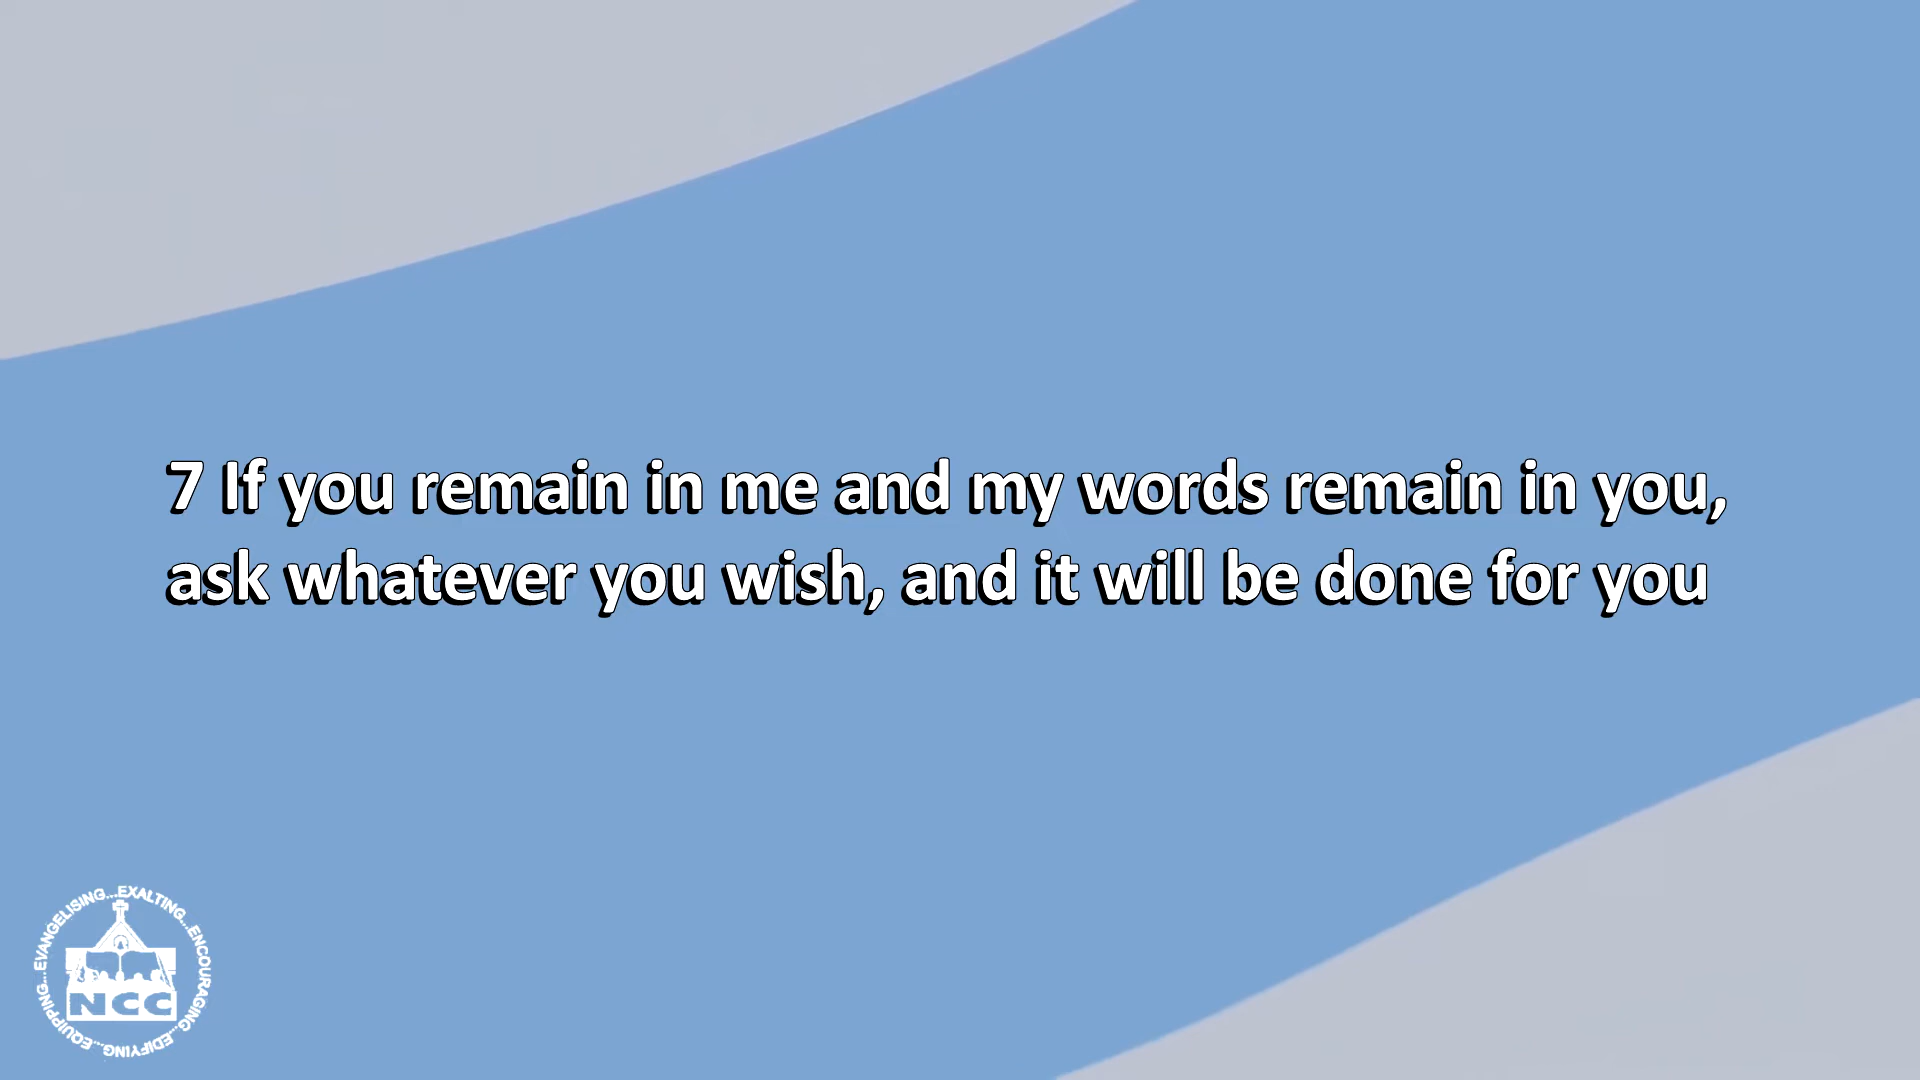 7 If you remain in me and my words remain in you,
ask whatever you wish, and it will be done for you
EVANGELISING...EXALTING...ENCOURAGING...EDIFYING...EQUIPPING...
NCC